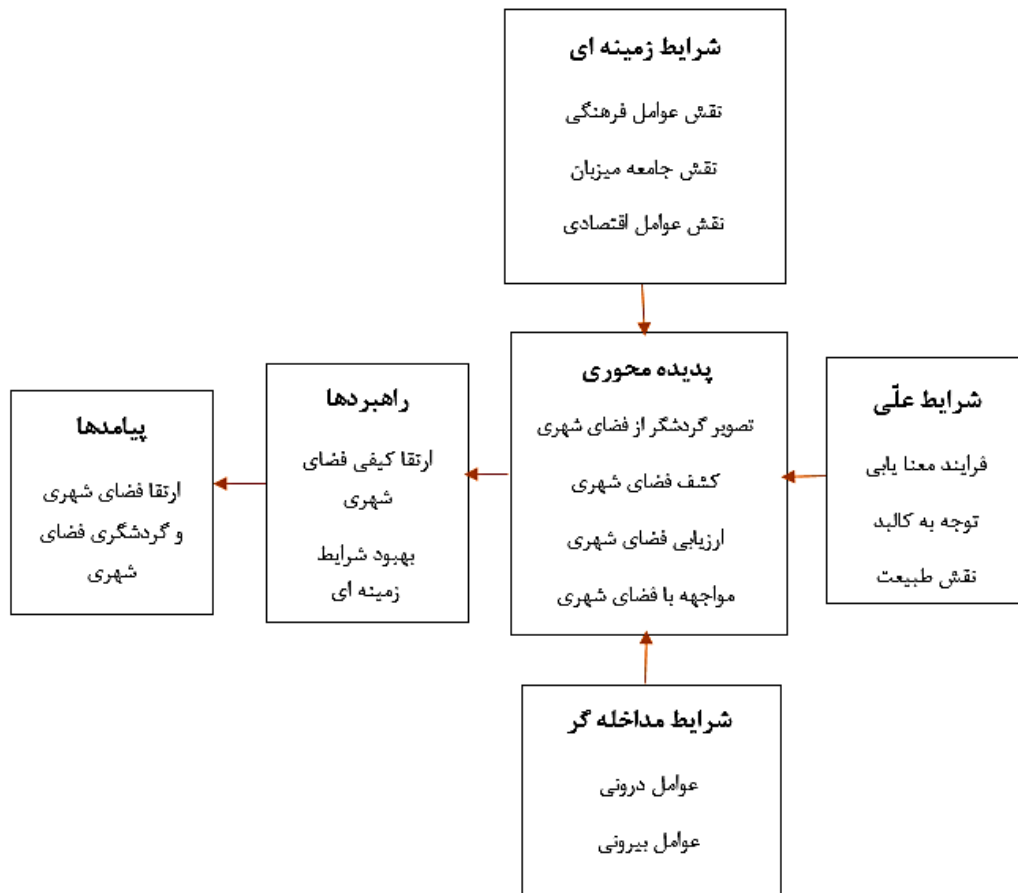 شرایط زمینه ای
نقش عوامل فرهنگی
نقش جامعه میزبان
نقش عوامل اقتصادی
شرایط علّی
فرایند معنا یابی
توجه به کالبد
نقش طبیعت
پدیده محوری
تصویر گردشگر از فضای شهری
کشف فضای شهری
ارزیابی فضای شهری
مواجهه با فضای شهری
راهبردها
ارتقا کیفی فضای
شهری
بهبود شرایط
زمینه ای
پیامدها
ارتقا فضای شهری
و گردشگری فضای
شهری
شرایط مداخله گر
عوامل درونی
عوامل بیرونی